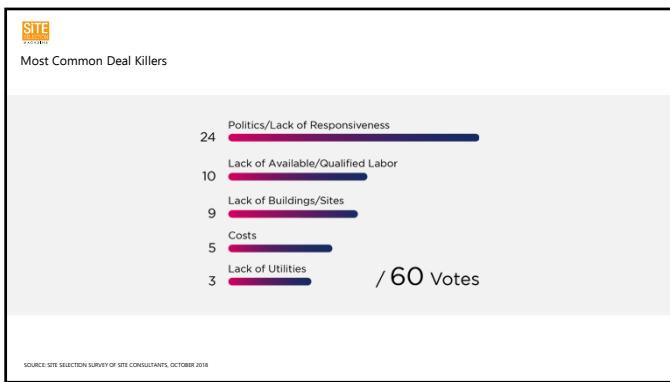 SITE
SELECTION
MAGAZINE
Most Common Deal Killers
Politics/Lack of Responsiveness
24
Lack of Available/Qualified Labor
10
Lack of Buildings/Sites
9
Costs
5
Lack of Utilities
3
/ 60 Votes
SOURCE: SITE SELECTION SURVEY OF SITE CONSULTANTS, OCTOBER 2018